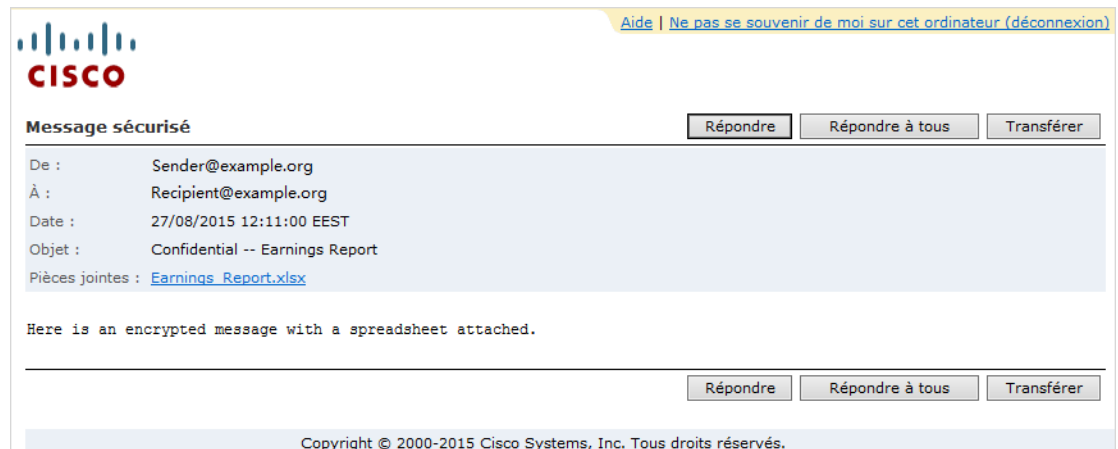 Aide | Ne pas se souvenir de moi sur cet ordinateur (déconnexion)
CISCO
Message sécurisé
Répondre Répondre à tous Transférer
De : Sender@example.org
À : Recipient@example.org
Date : 27/08/2015 12:11:00 EEST
Objet : Confidential -- Earnings Report
Pièces jointes : Earnings_Report.xlsx
Here is an encrypted message with a spreadsheet attached.
Répondre Répondre à tous Transférer
Copyright © 2000-2015 Cisco Systems, Inc. Tous droits réservés.